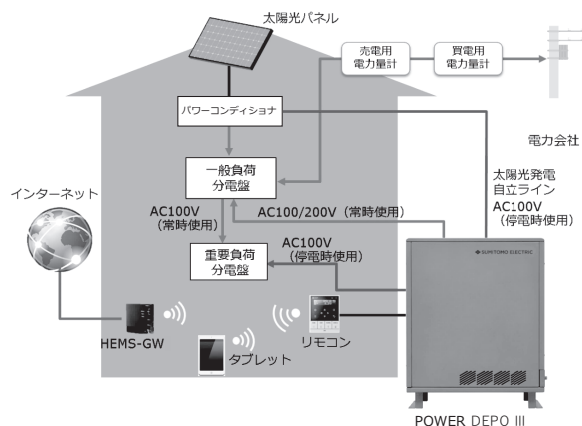 太陽光パネル
売電用
電力量計
買電用
電力量計
パワーコンディショナ
電力会社
一般負荷
分電盤
太陽光発電
自立ライン
AC100V
(停電時使用)
インターネット
AC100V
(常時使用)
AC100/200V(常時使用)
重要負荷
分電盤
AC100V
(停電時使用)
SUMITOMO ELECTRIC
HEMS-GW
タブレット
リモコン
POWER DEPO III